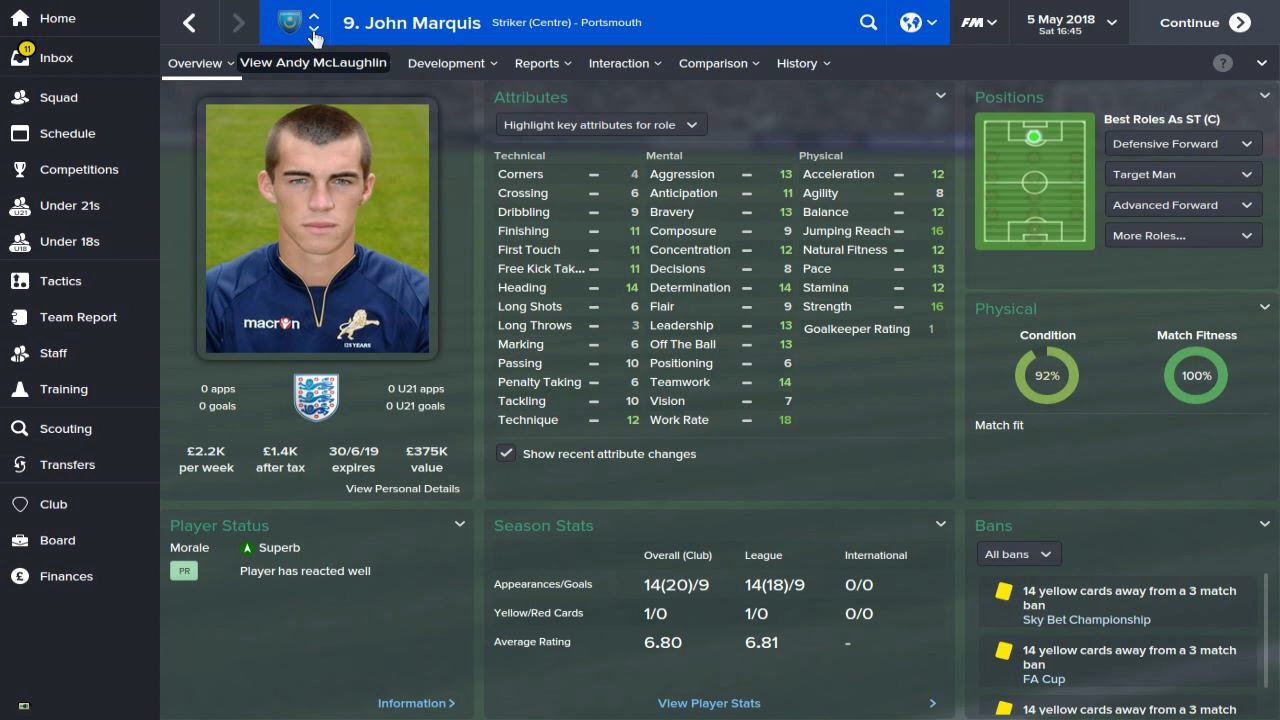 Home
11
Inbox
Squad
Schedule
Competitions
U21
Under 21s
U18
Under 18s
Tactics
Team Report
Staff
Training
Scouting
Transfers
Club
Board
£ Finances
9. John Marquis Striker (Centre) - Portsmouth
FM
5 May 2018
Sat 16:45
Continue
Overview
View Andy McLaughlin
Development
Reports
Interaction
Comparison
History
?
macron
125 YEARS
0 apps
0 goals
0 U21 apps
0 U21 goals
£2.2K per week
£1.4K after tax
30/6/19 expires
£375K value
View Personal Details
Attributes
Highlight key attributes for role
Technical
Corners - 4
Crossing - 6
Dribbling - 9
Finishing - 11
First Touch - 11
Free Kick Tak... - 11
Heading - 14
Long Shots - 6
Long Throws - 3
Marking - 6
Passing - 10
Penalty Taking - 6
Tackling - 10
Technique - 12
Mental
Aggression - 13
Anticipation - 11
Bravery - 13
Composure - 9
Concentration - 12
Decisions - 8
Determination - 14
Flair - 9
Leadership - 13
Off The Ball - 13
Positioning - 6
Teamwork - 14
Vision - 7
Work Rate - 18
Physical
Acceleration - 12
Agility - 8
Balance - 12
Jumping Reach - 16
Natural Fitness - 12
Pace - 13
Stamina - 12
Strength - 16
Goalkeeper Rating 1
Show recent attribute changes
Positions
Best Roles As ST (C)
Defensive Forward
Target Man
Advanced Forward
More Roles...
Physical
Condition
92%
Match Fitness
100%
Match fit
Player Status
Morale Superb
PR Player has reacted well
Information >
Season Stats
Overall (Club) League International
Appearances/Goals 14(20)/9 14(18)/9 0/0
Yellow/Red Cards 1/0 1/0 0/0
Average Rating 6.80 6.81 -
View Player Stats >
Bans
All bans
14 yellow cards away from a 3 match
ban
Sky Bet Championship
14 yellow cards away from a 3 match
ban
FA Cup
14 yellow cards away from a 3 match